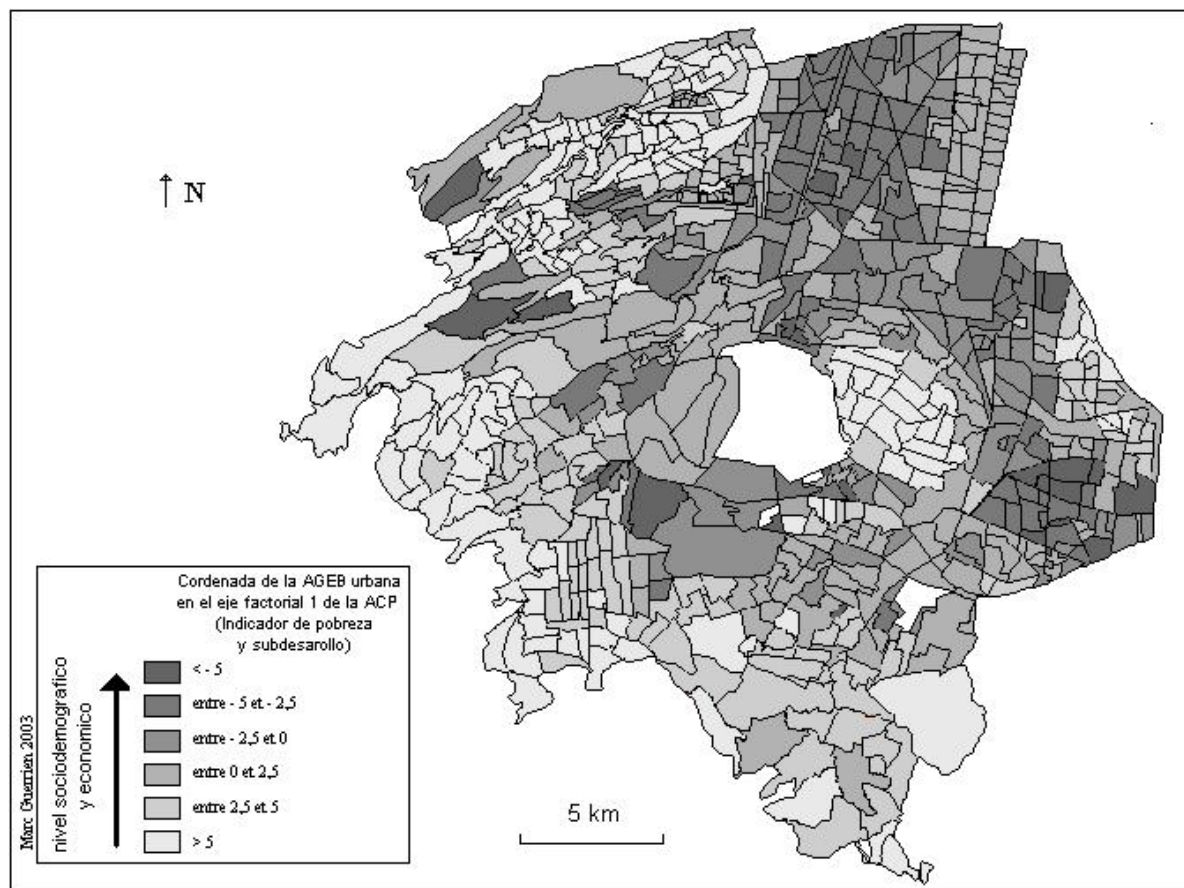 N
Cordenada de la AGEB urbana
en el eje factorial 1 de la ACP
(Indicador de pobreza
y subdesarollo)
< - 5
entre - 5 et - 2,5
entre - 2,5 et 0
entre 0 et 2,5
entre 2,5 et 5
> 5
nivel sociodemografico
y economico
Marc Guerrien 2003
5 km